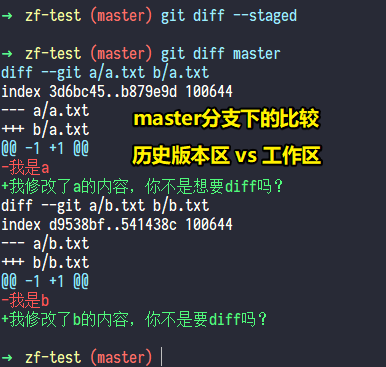 ➜ zf-test (master) git diff --staged
➜ zf-test (master) git diff master
diff --git a/a.txt b/a.txt
index 3d6bc45..b879e9d 100644
--- a/a.txt
+++ b/a.txt
master分支下的比较
@@ -1 +1 @@
历史版本区 vs 工作区
-我是a
+我修改了a的内容，你不是想要diff吗？
diff --git a/b.txt b/b.txt
index d9538bf..541438c 100644
--- a/b.txt
+++ b/b.txt
@@ -1 +1 @@
-我是b
+我修改了b的内容，你不是要diff吗？
➜ zf-test (master)